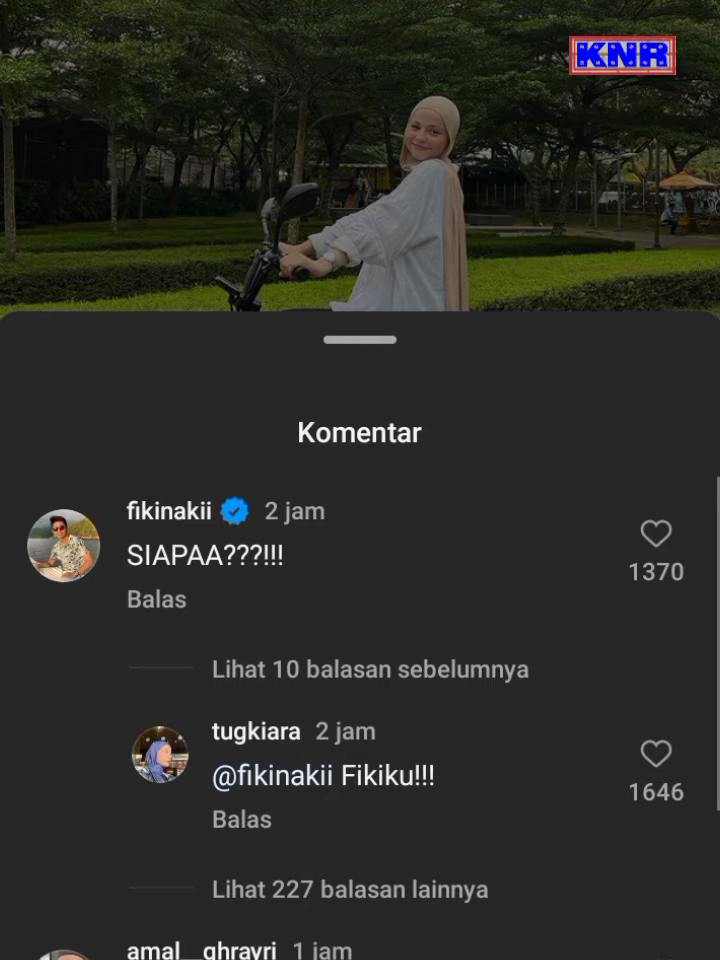 KNR
Komentar
fikinakii 2 jam
SIAPAA???!!!
1370
Balas
Lihat 10 balasan sebelumnya
tugkiara 2 jam
@fikinakii Fikiku!!!
1646
Balas
Lihat 227 balasan lainnya
amal__ghrayri 1 jam